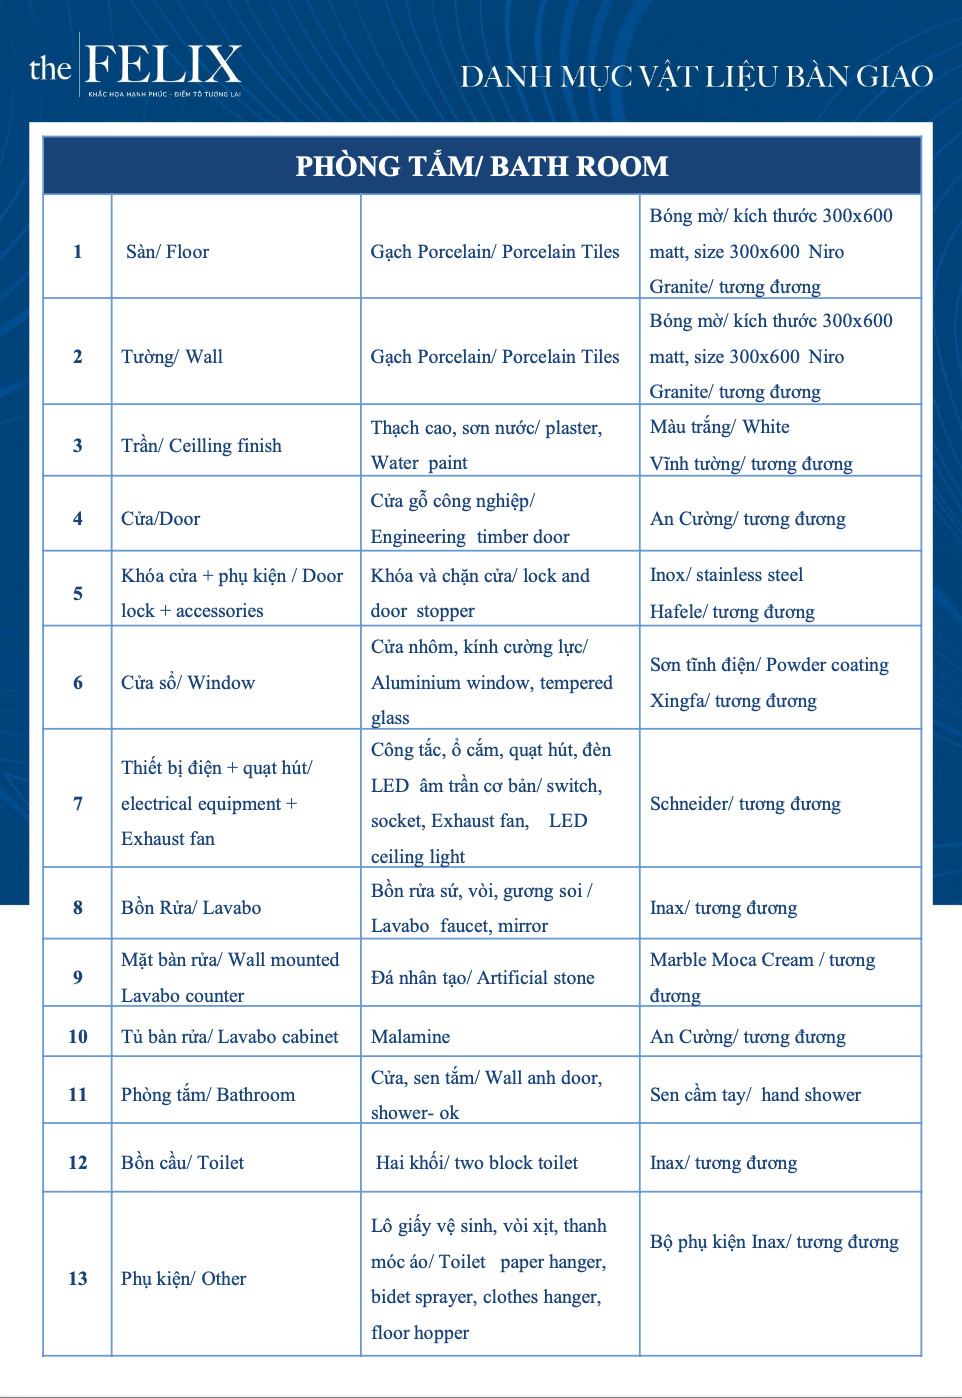 the FELIX
KHẮC HỌA HẠNH PHÚC - ĐIỂM TÔ TƯƠNG LAI
DANH MỤC VẬT LIỆU BÀN GIAO
PHÒNG TẮM/ BATH ROOM
1
Sàn/ Floor
Gạch Porcelain/ Porcelain Tiles
Bóng mờ/ kích thước 300x600
matt, size 300x600 Niro
Granite/ tương đương
2
Tường/ Wall
Gạch Porcelain/ Porcelain Tiles
Bóng mờ/ kích thước 300x600
matt, size 300x600 Niro
Granite/ tương đương
3
Trần/ Ceilling finish
Thạch cao, sơn nước/ plaster,
Water paint
Màu trắng/ White
Vĩnh tường/ tương đương
4
Cửa/Door
Cửa gỗ công nghiệp/
Engineering timber door
An Cường/ tương đương
5
Khóa cửa + phụ kiện / Door
lock + accessories
Khóa và chặn cửa/ lock and
door stopper
Inox/ stainless steel
Hafele/ tương đương
6
Cửa sổ/ Window
Cửa nhôm, kính cường lực/
Aluminium window, tempered
glass
Sơn tĩnh điện/ Powder coating
Xingfa/ tương đương
7
Thiết bị điện + quạt hút/
electrical equipment +
Exhaust fan
Công tắc, ổ cắm, quạt hút, đèn
LED âm trần cơ bản/ switch,
socket, Exhaust fan, LED
ceiling light
Schneider/ tương đương
8
Bồn Rửa/ Lavabo
Bồn rửa sứ, vòi, gương soi /
Lavabo faucet, mirror
Inax/ tương đương
9
Mặt bàn rửa/ Wall mounted
Lavabo counter
Đá nhân tạo/ Artificial stone
Marble Moca Cream / tương
đương
10
Tủ bàn rửa/ Lavabo cabinet
Malamine
An Cường/ tương đương
11
Phòng tắm/ Bathroom
Cửa, sen tắm/ Wall anh door,
shower- ok
Sen cầm tay/ hand shower
12
Bồn cầu/ Toilet
Hai khối/ two block toilet
Inax/ tương đương
13
Phụ kiện/ Other
Lô giấy vệ sinh, vòi xịt, thanh
móc áo/ Toilet paper hanger,
bidet sprayer, clothes hanger,
floor hopper
Bộ phụ kiện Inax/ tương đương